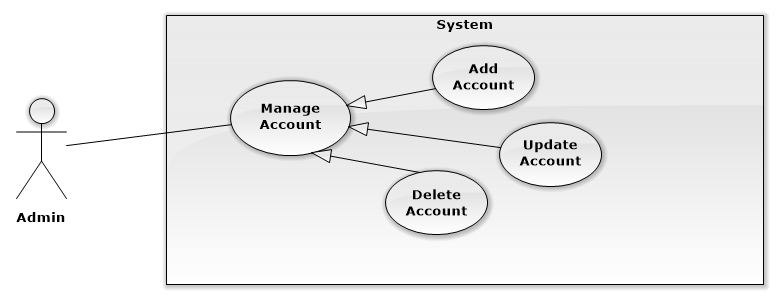 System
Add
Account
Manage
Account
Update
Account
Delete
Account
Admin